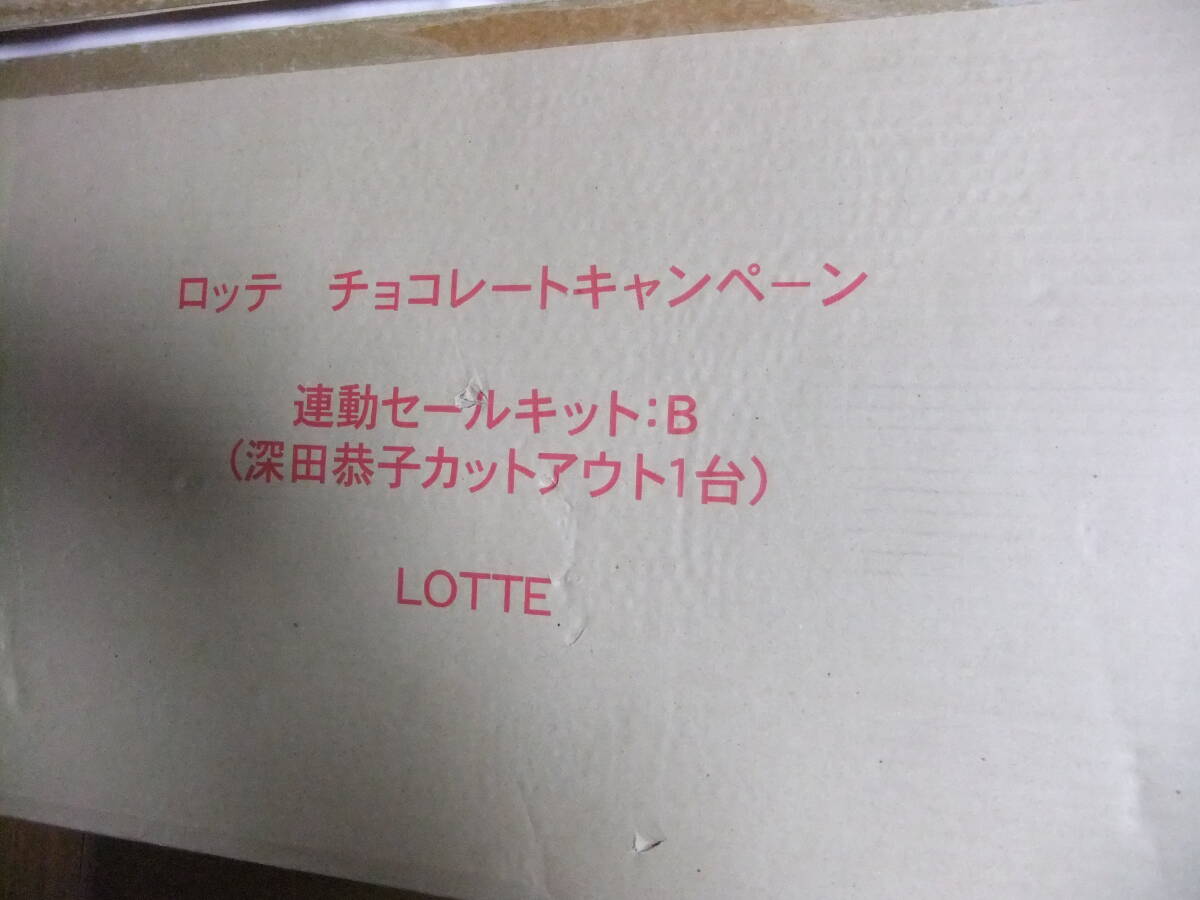 ロッテ　チョコレートキャンペーン
連動セールキット:B
(深田恭子カットアウト1台)
LOTTE